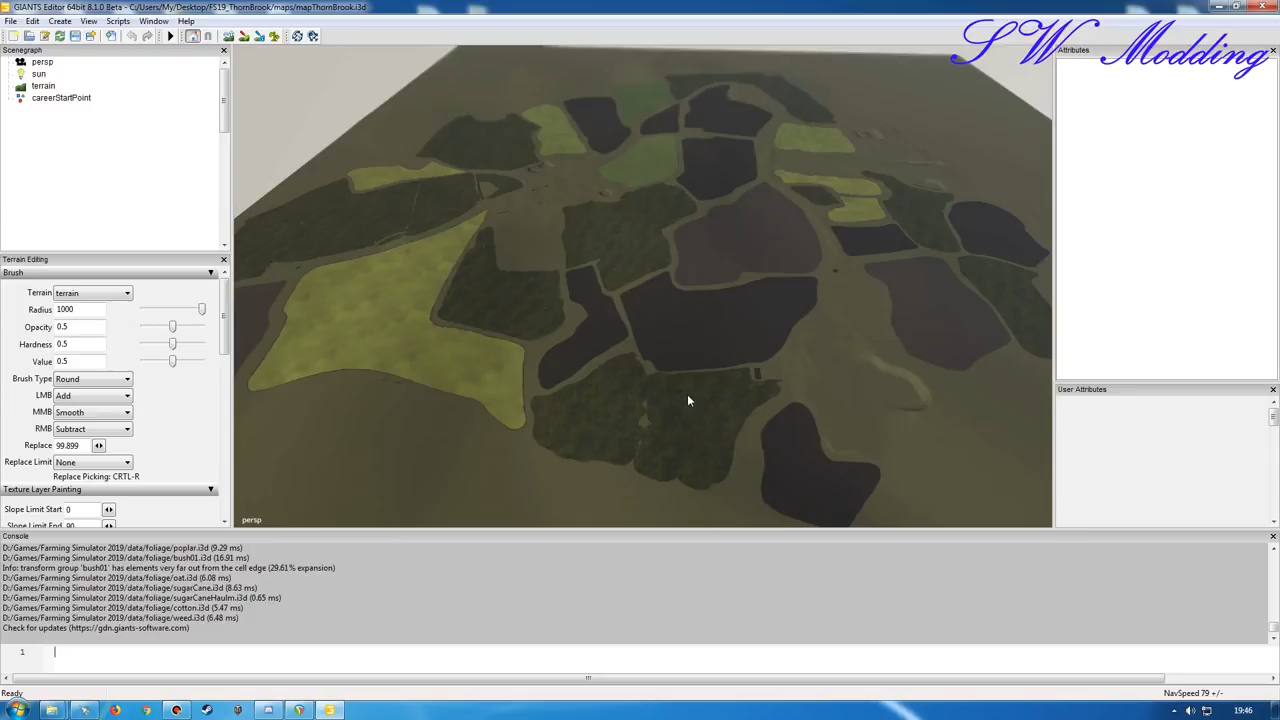 GIANTS Editor 64bit 8.1.0 Beta - C:/Users/My/Desktop/FS19_ThornBrook/maps/mapThornBrook.i3d
File Edit Create View Scripts Window Help
SW Modding
Scenegraph
persp
sun
terrain
careerStartPoint
Attributes
Terrain Editing
Brush
Terrain terrain
Radius 1000
Opacity 0.5
Hardness 0.5
Value 0.5
Brush Type Round
LMB Add
MMB Smooth
RMB Subtract
Replace 99.899
Replace Limit None
Replace Picking: CRTL-R
Texture Layer Painting
Slope Limit Start 0
Slope Limit End 90
persp
User Attributes
Console
D:/Games/Farming Simulator 2019/data/foliage/poplar.i3d (9.29 ms)
D:/Games/Farming Simulator 2019/data/foliage/bush01.i3d (16.91 ms)
Info: transform group 'bush01' has elements very far out from the cell edge (29.61% expansion)
D:/Games/Farming Simulator 2019/data/foliage/oat.i3d (6.08 ms)
D:/Games/Farming Simulator 2019/data/foliage/sugarCane.i3d (8.63 ms)
D:/Games/Farming Simulator 2019/data/foliage/sugarCaneHaulm.i3d (0.65 ms)
D:/Games/Farming Simulator 2019/data/foliage/cotton.i3d (5.47 ms)
D:/Games/Farming Simulator 2019/data/foliage/weed.i3d (6.48 ms)
Check for updates (https://gdn.giants-software.com)
1
Ready
NavSpeed 79 +/-
19:46